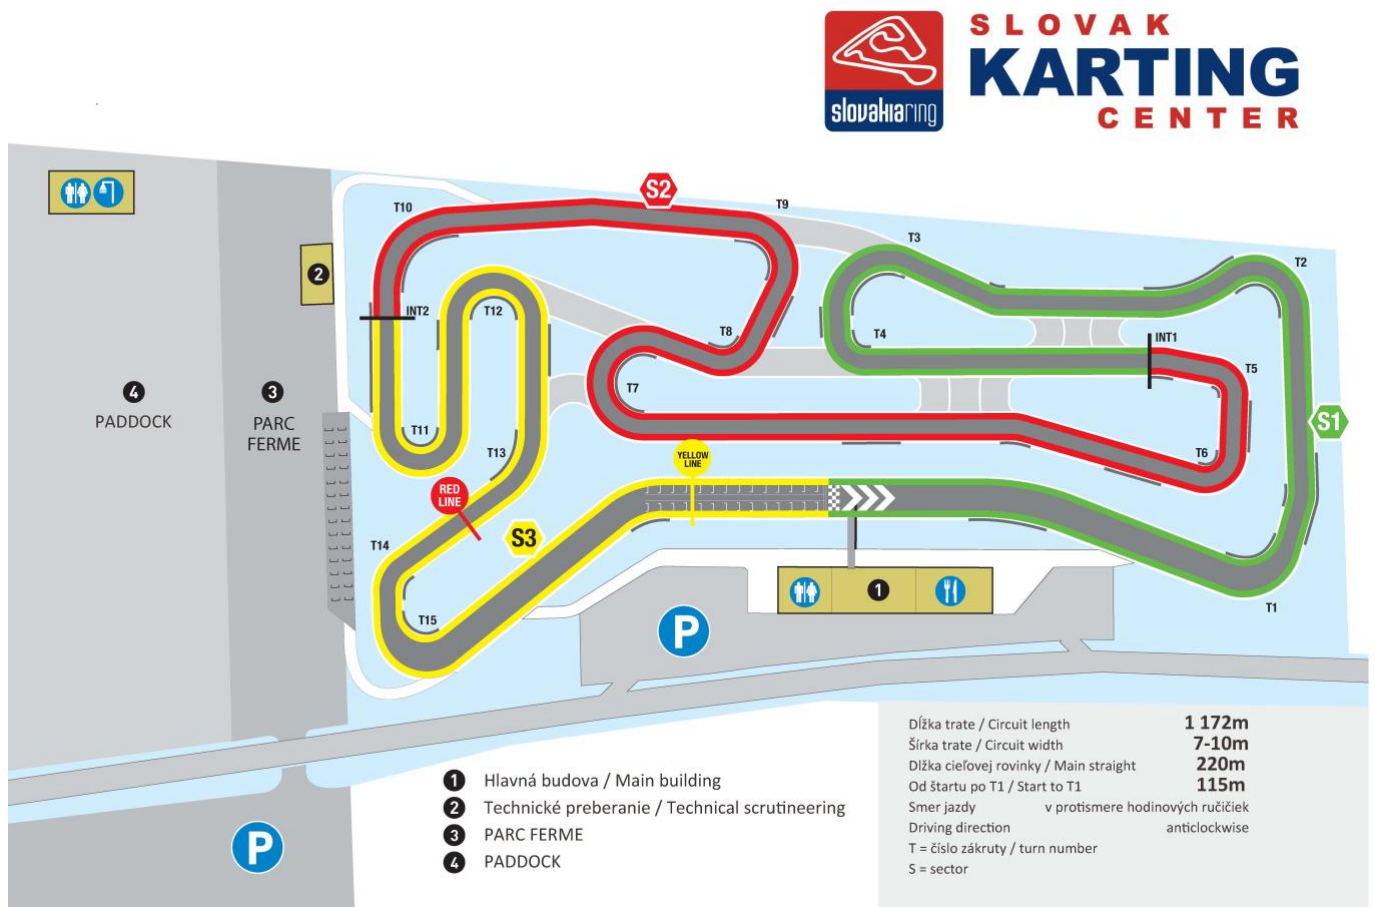 SLOVAK
KARTING
CENTER
slovakiaring
S2
T10
T9
T3
T2
2
INT2
T12
T8
T4
INT1
T5
T7
4
PADDOCK
3
PARC
FERME
T11
T13
S1
T6
YELLOW
LINE
RED
LINE
S3
T14
T15
1
T1
P
P
1 Hlavná budova / Main building
2 Technické preberanie / Technical scrutineering
3 PARC FERME
4 PADDOCK
Dĺžka trate / Circuit length 1 172m
Šírka trate / Circuit width 7-10m
Dlžka cieľovej rovinky / Main straight 220m
Od štartu po T1 / Start to T1 115m
Smer jazdy v protismere hodinových ručičiek
Driving direction anticlockwise
T = číslo zákruty / turn number
S = sector